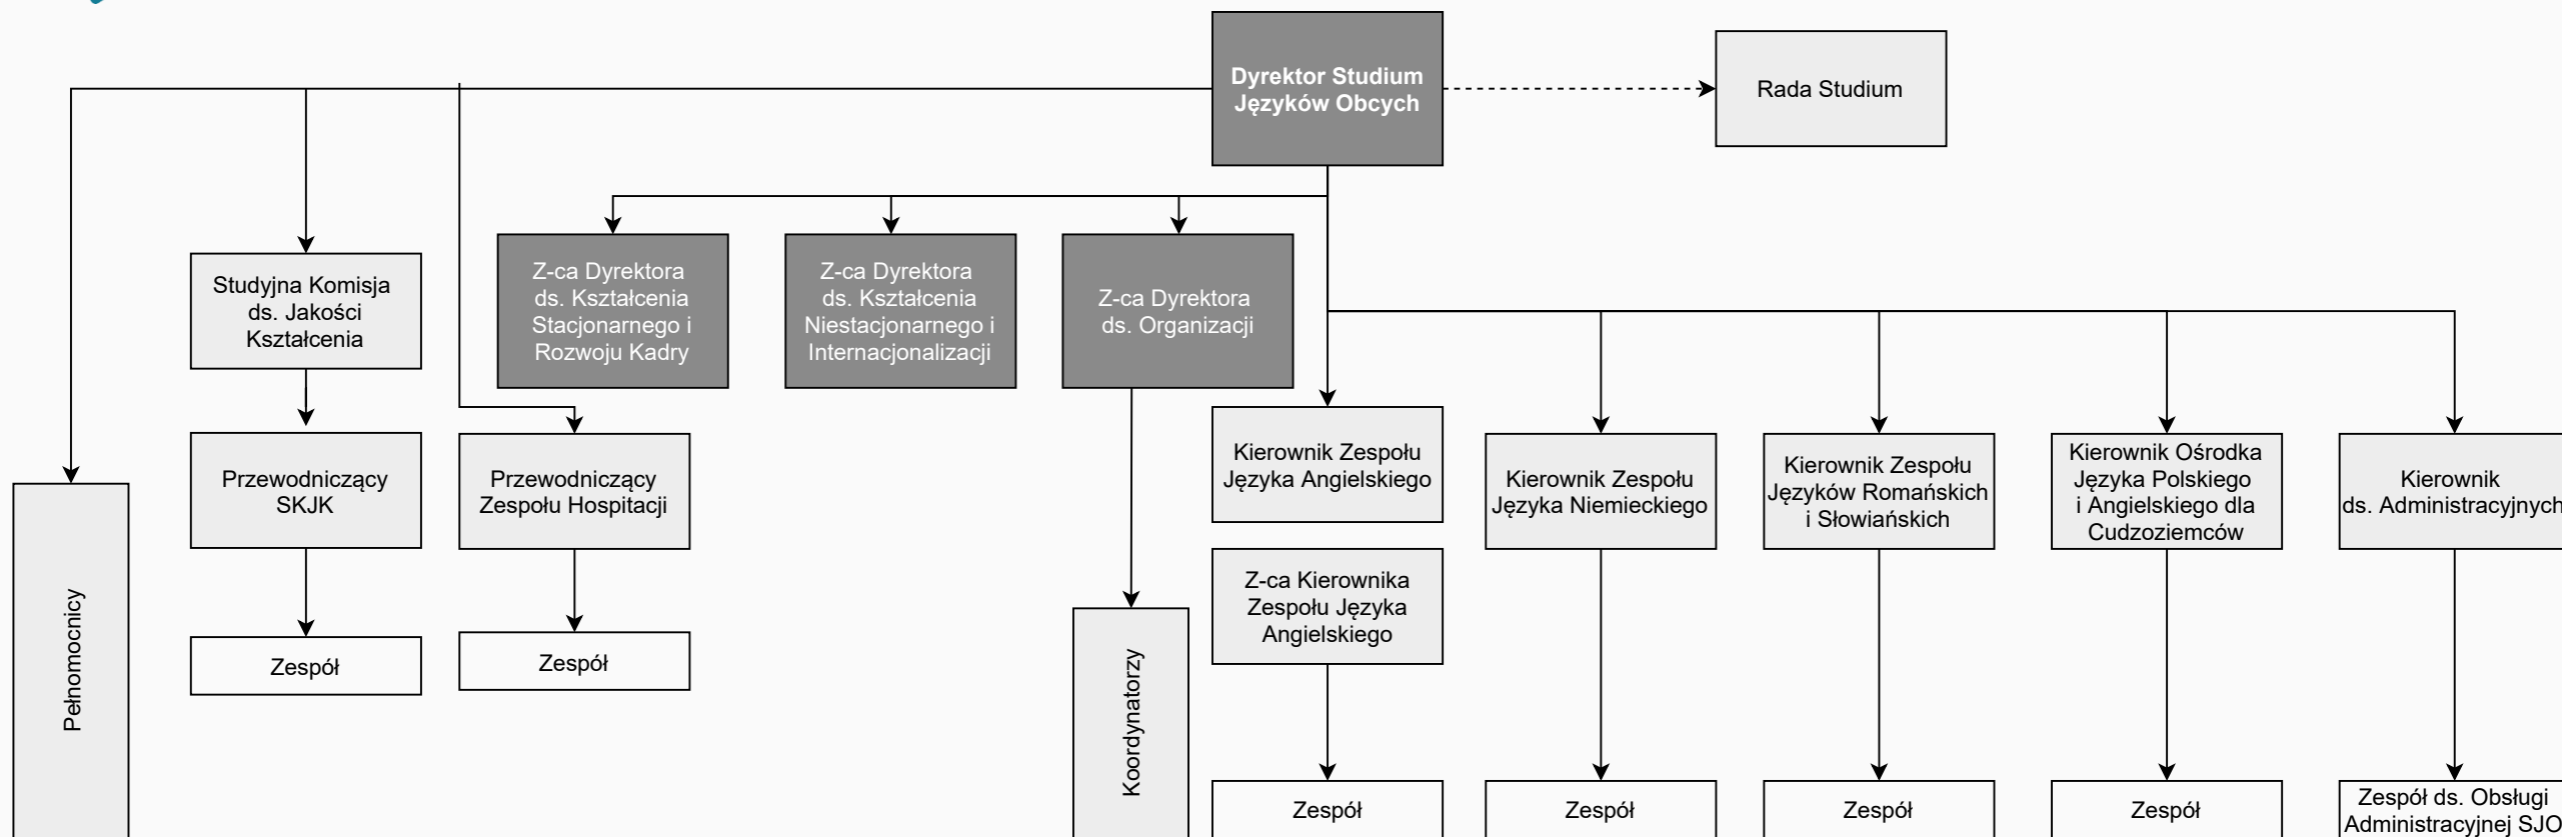 Dyrektor Studium
Języków Obcych
Rada Studium
Studyjna Komisja
ds. Jakości
Kształcenia
Z-ca Dyrektora
ds. Kształcenia
Stacjonarnego i
Rozwoju Kadry
Z-ca Dyrektora
ds. Kształcenia
Niestacjonarnego i
Internacjonalizacji
Z-ca Dyrektora
ds. Organizacji
Przewodniczący
SKJK
Przewodniczący
Zespołu Hospitacji
Kierownik Zespołu
Języka Angielskiego
Kierownik Zespołu
Języka Niemieckiego
Kierownik Zespołu
Języków Romańskich
i Słowiańskich
Kierownik Ośrodka
Języka Polskiego
i Angielskiego dla
Cudzoziemców
Kierownik
ds. Administracyjnych
Z-ca Kierownika
Zespołu Języka
Angielskiego
Pełnomocnicy
Zespół
Zespół
Koordynatorzy
Zespół
Zespół
Zespół
Zespół
Zespół ds. Obsługi
Administracyjnej SJO